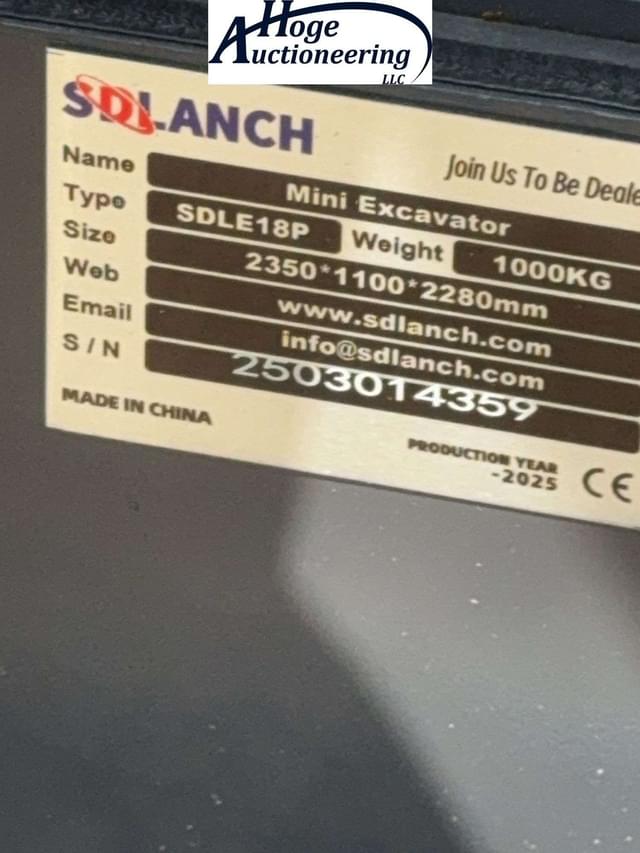 Hoge
Auctioneering
LLC
SDLANCH
Join Us To Be Deale
Name Mini Excavator
Type SDLE18P Weight 1000KG
Size 2350*1100*2280mm
Web www.sdlanch.com
Email info@sdlanch.com
S/N 2503014359
MADE IN CHINA
PRODUCTION YEAR
-2025
CE